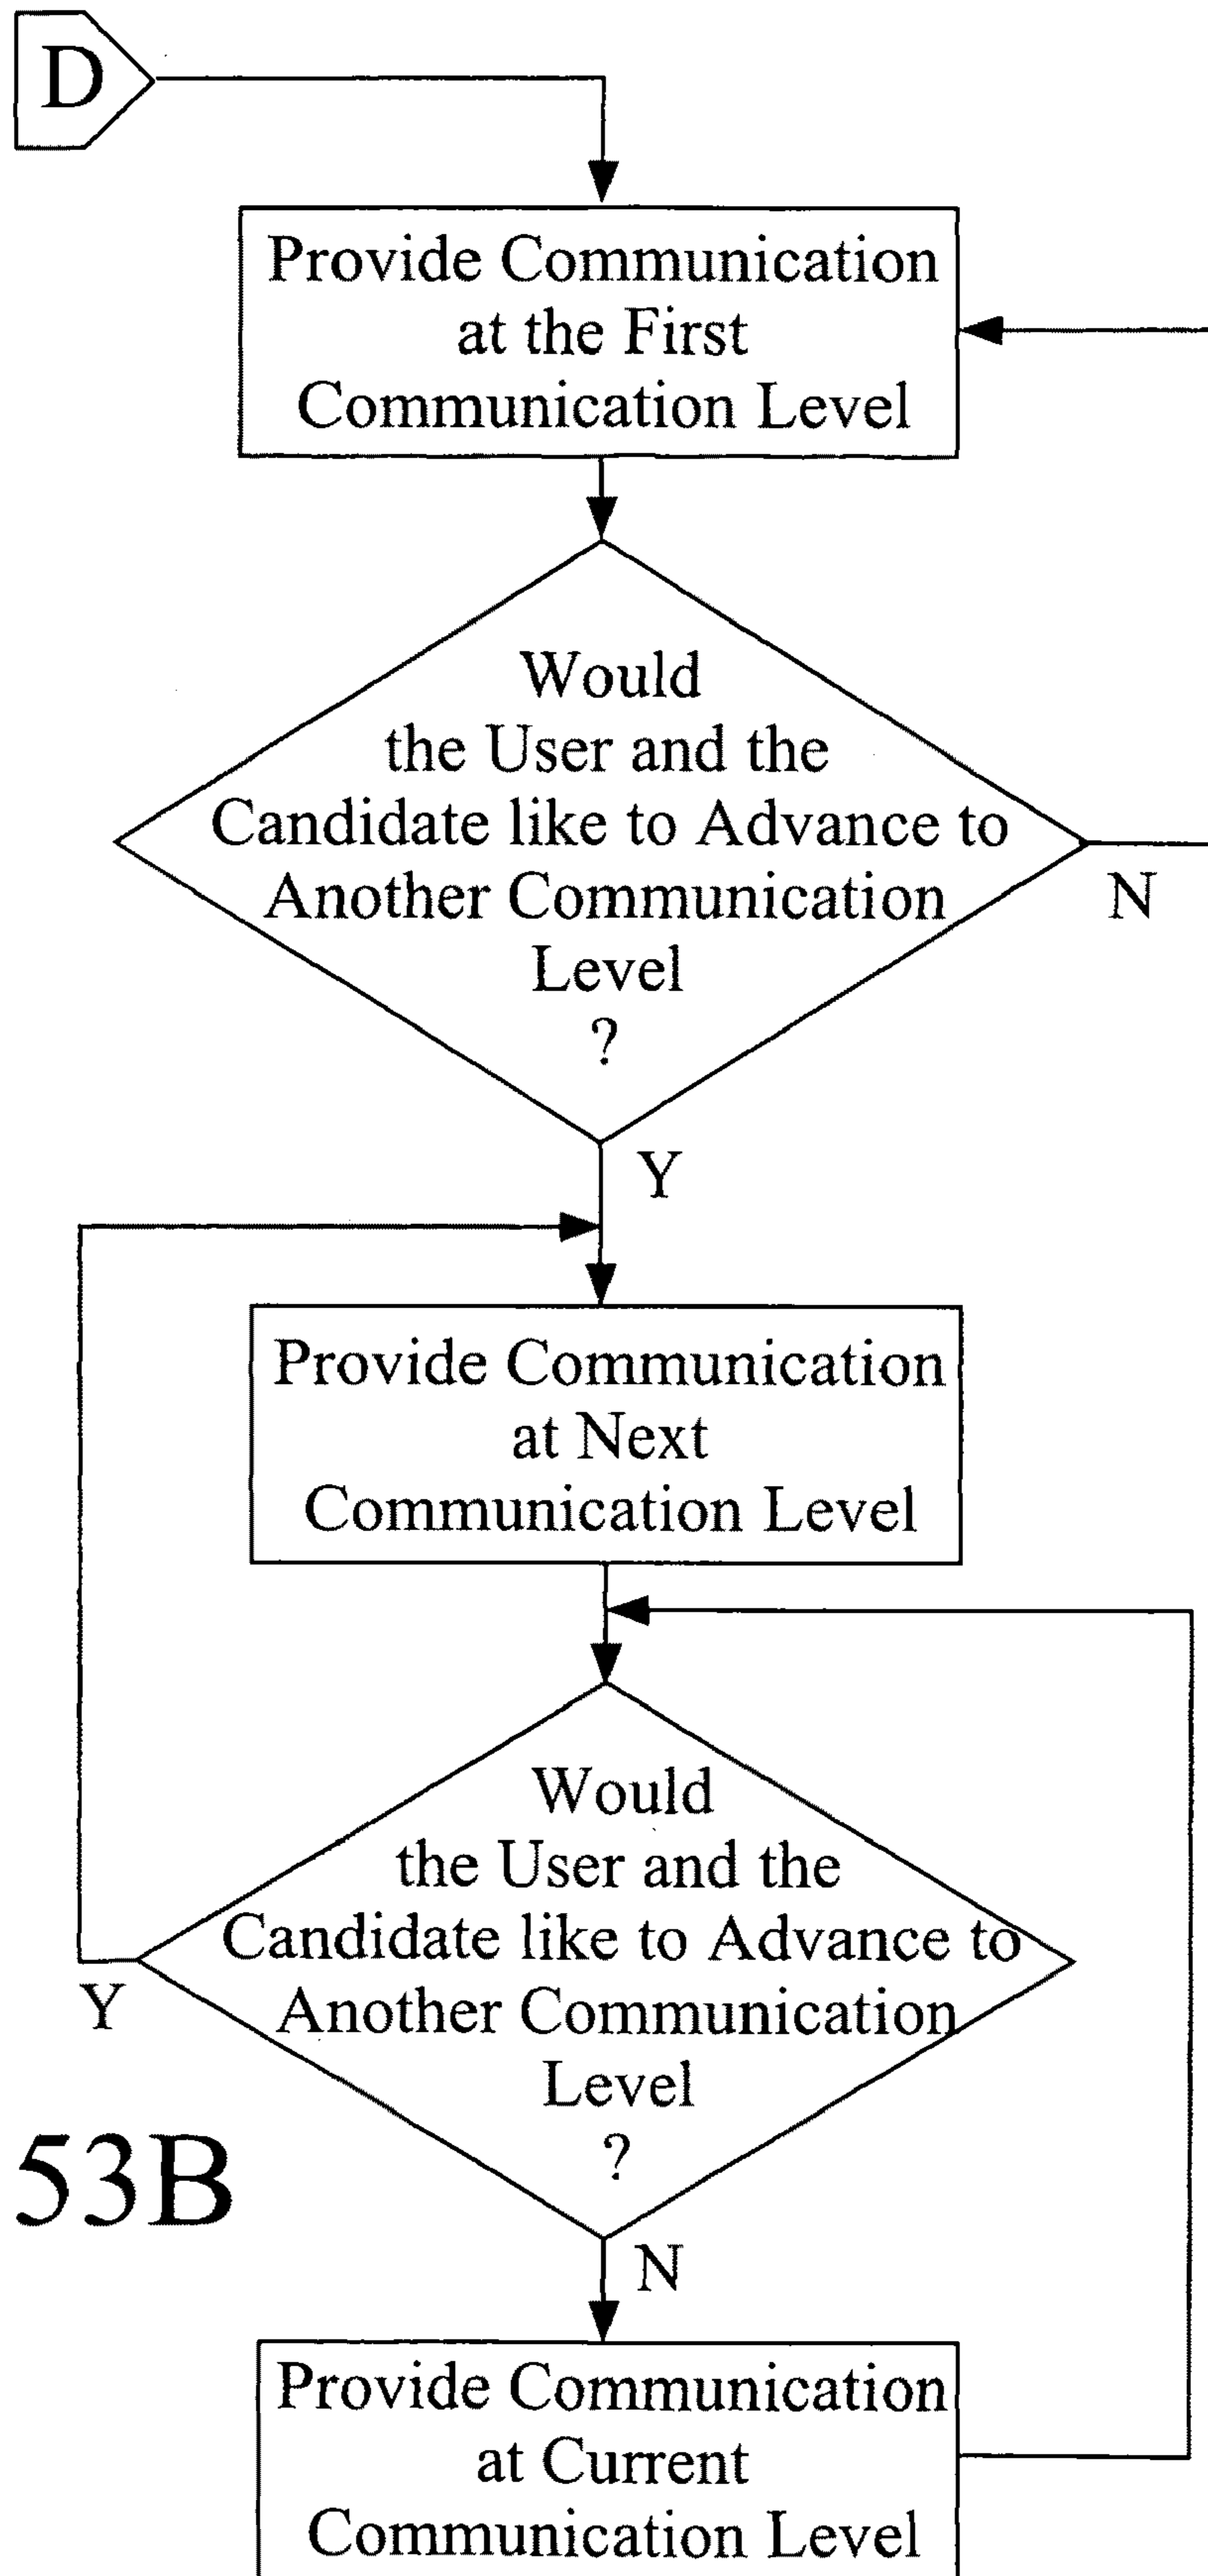 D
Provide Communication
at the First
Communication Level
Would
the User and the
Candidate like to Advance to
Another Communication
Level
?
N
Y
Provide Communication
at Next
Communication Level
Would
the User and the
Candidate like to Advance to
Another Communication
Level
?
Y
53B
N
Provide Communication
at Current
Communication Level